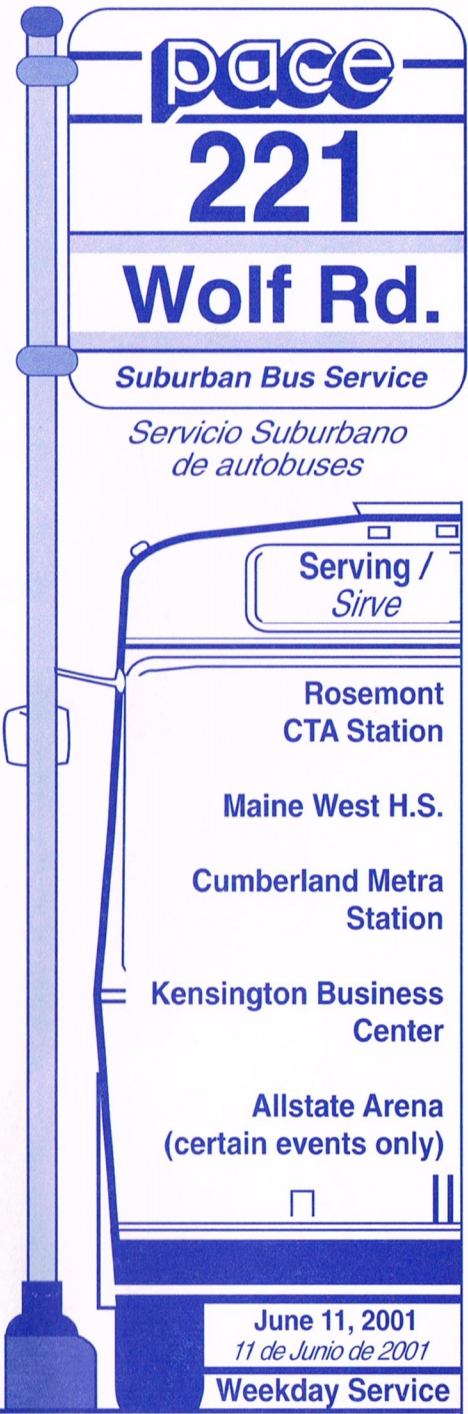 pace
221
Wolf Rd.
Suburban Bus Service
Servicio Suburbano
de autobuses
Serving /
Sirve
Rosemont
CTA Station
Maine West H.S.
Cumberland Metra
Station
Kensington Business
Center
Allstate Arena
(certain events only)
June 11, 2001
11 de Junio de 2001
Weekday Service